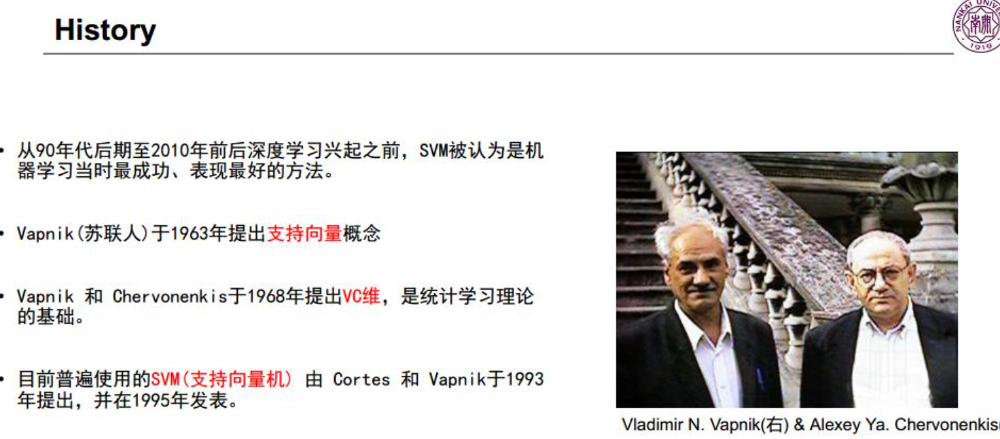 History
NANKAI UNIVE
南開
1919
• 从90年代后期至2010年前后深度学习兴起之前，SVM被认为是机
器学习当时最成功、表现最好的方法。
• Vapnik(苏联人)于1963年提出支持向量概念
• Vapnik 和 Chervonenkis于1968年提出VC维，是统计学习理论
的基础。
• 目前普遍使用的SVM(支持向量机) 由 Cortes 和 Vapnik于1993
年提出，并在1995年发表。
Vladimir N. Vapnik(右) & Alexey Ya. Chervonenkis